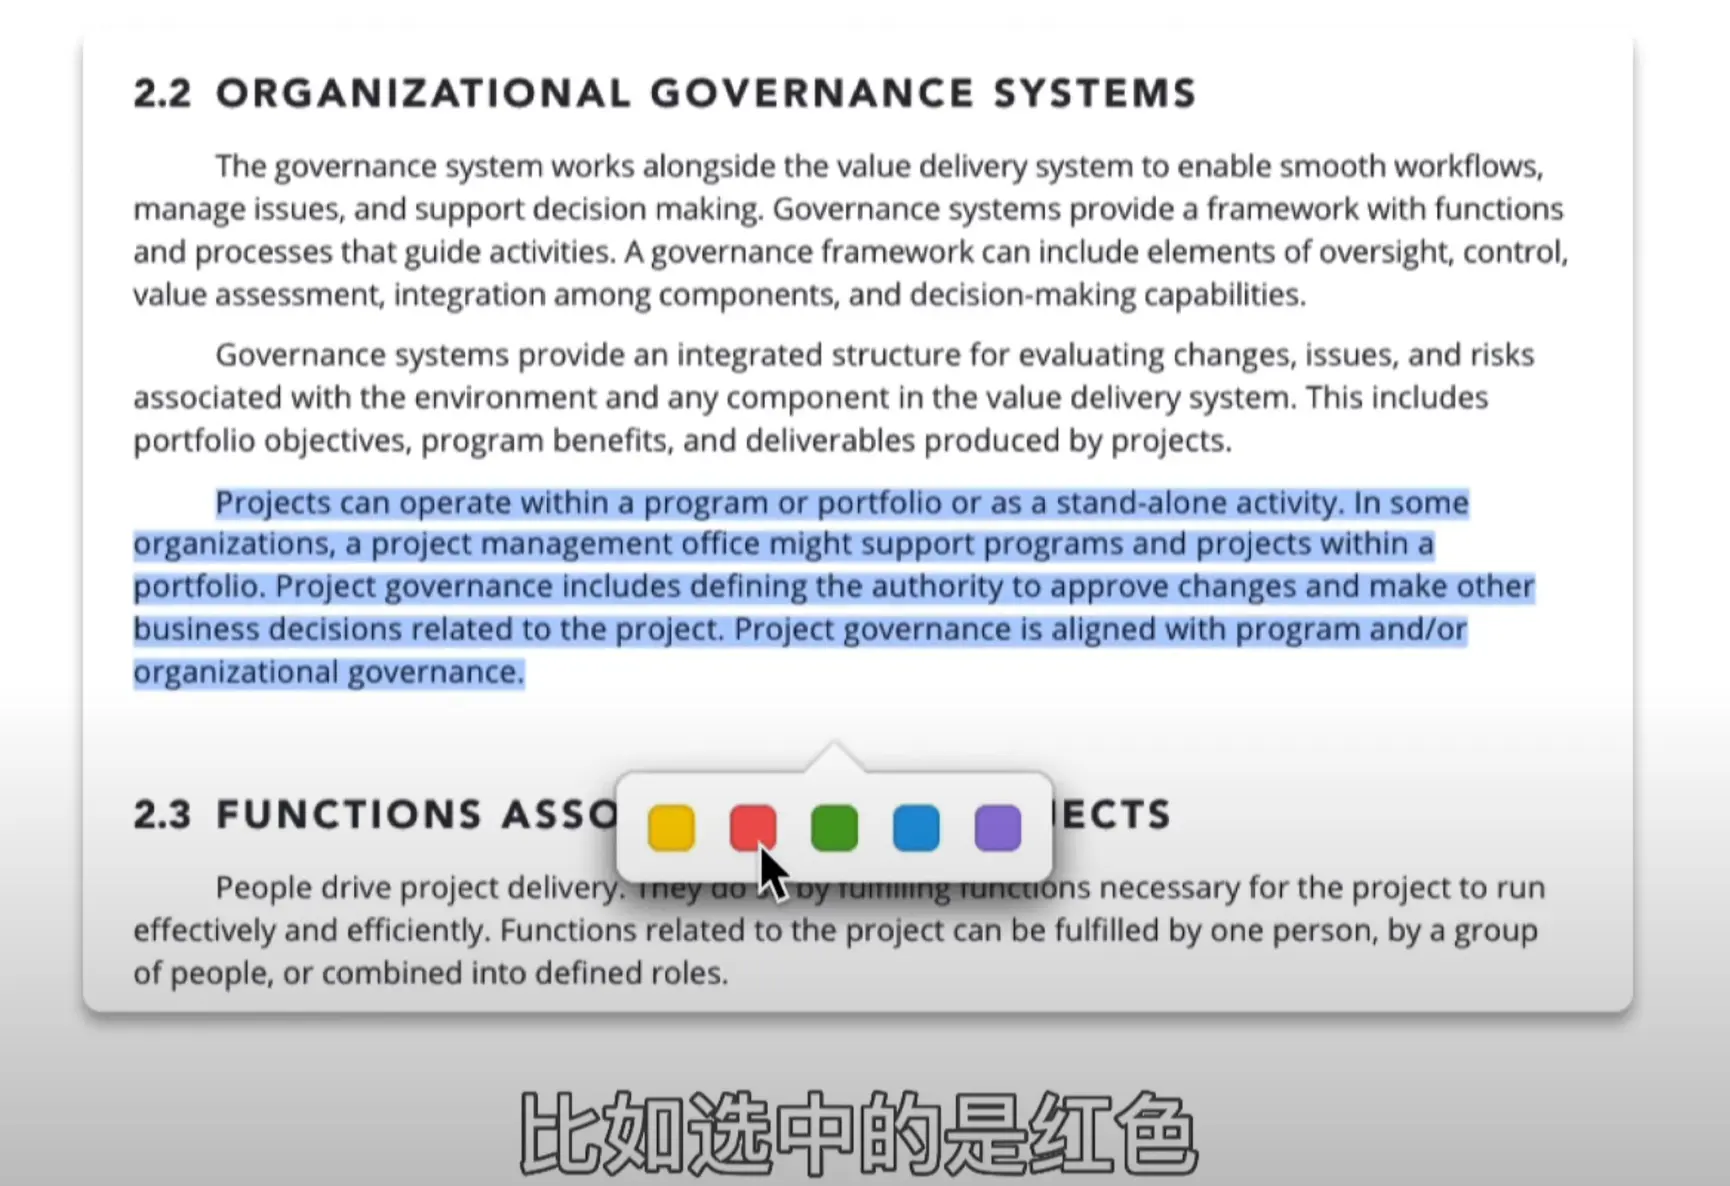 2.2 ORGANIZATIONAL GOVERNANCE SYSTEMS
The governance system works alongside the value delivery system to enable smooth workflows,
manage issues, and support decision making. Governance systems provide a framework with functions
and processes that guide activities. A governance framework can include elements of oversight, control,
value assessment, integration among components, and decision-making capabilities.
Governance systems provide an integrated structure for evaluating changes, issues, and risks
associated with the environment and any component in the value delivery system. This includes
portfolio objectives, program benefits, and deliverables produced by projects.
Projects can operate within a program or portfolio or as a stand-alone activity. In some
organizations, a project management office might support programs and projects within a
portfolio. Project governance includes defining the authority to approve changes and make other
business decisions related to the project. Project governance is aligned with program and/or
organizational governance.
2.3 FUNCTIONS ASSO ECTS
People drive project delivery. They do by fulfilling functions necessary for the project to run
effectively and efficiently. Functions related to the project can be fulfilled by one person, by a group
of people, or combined into defined roles.
比如选中的是红色